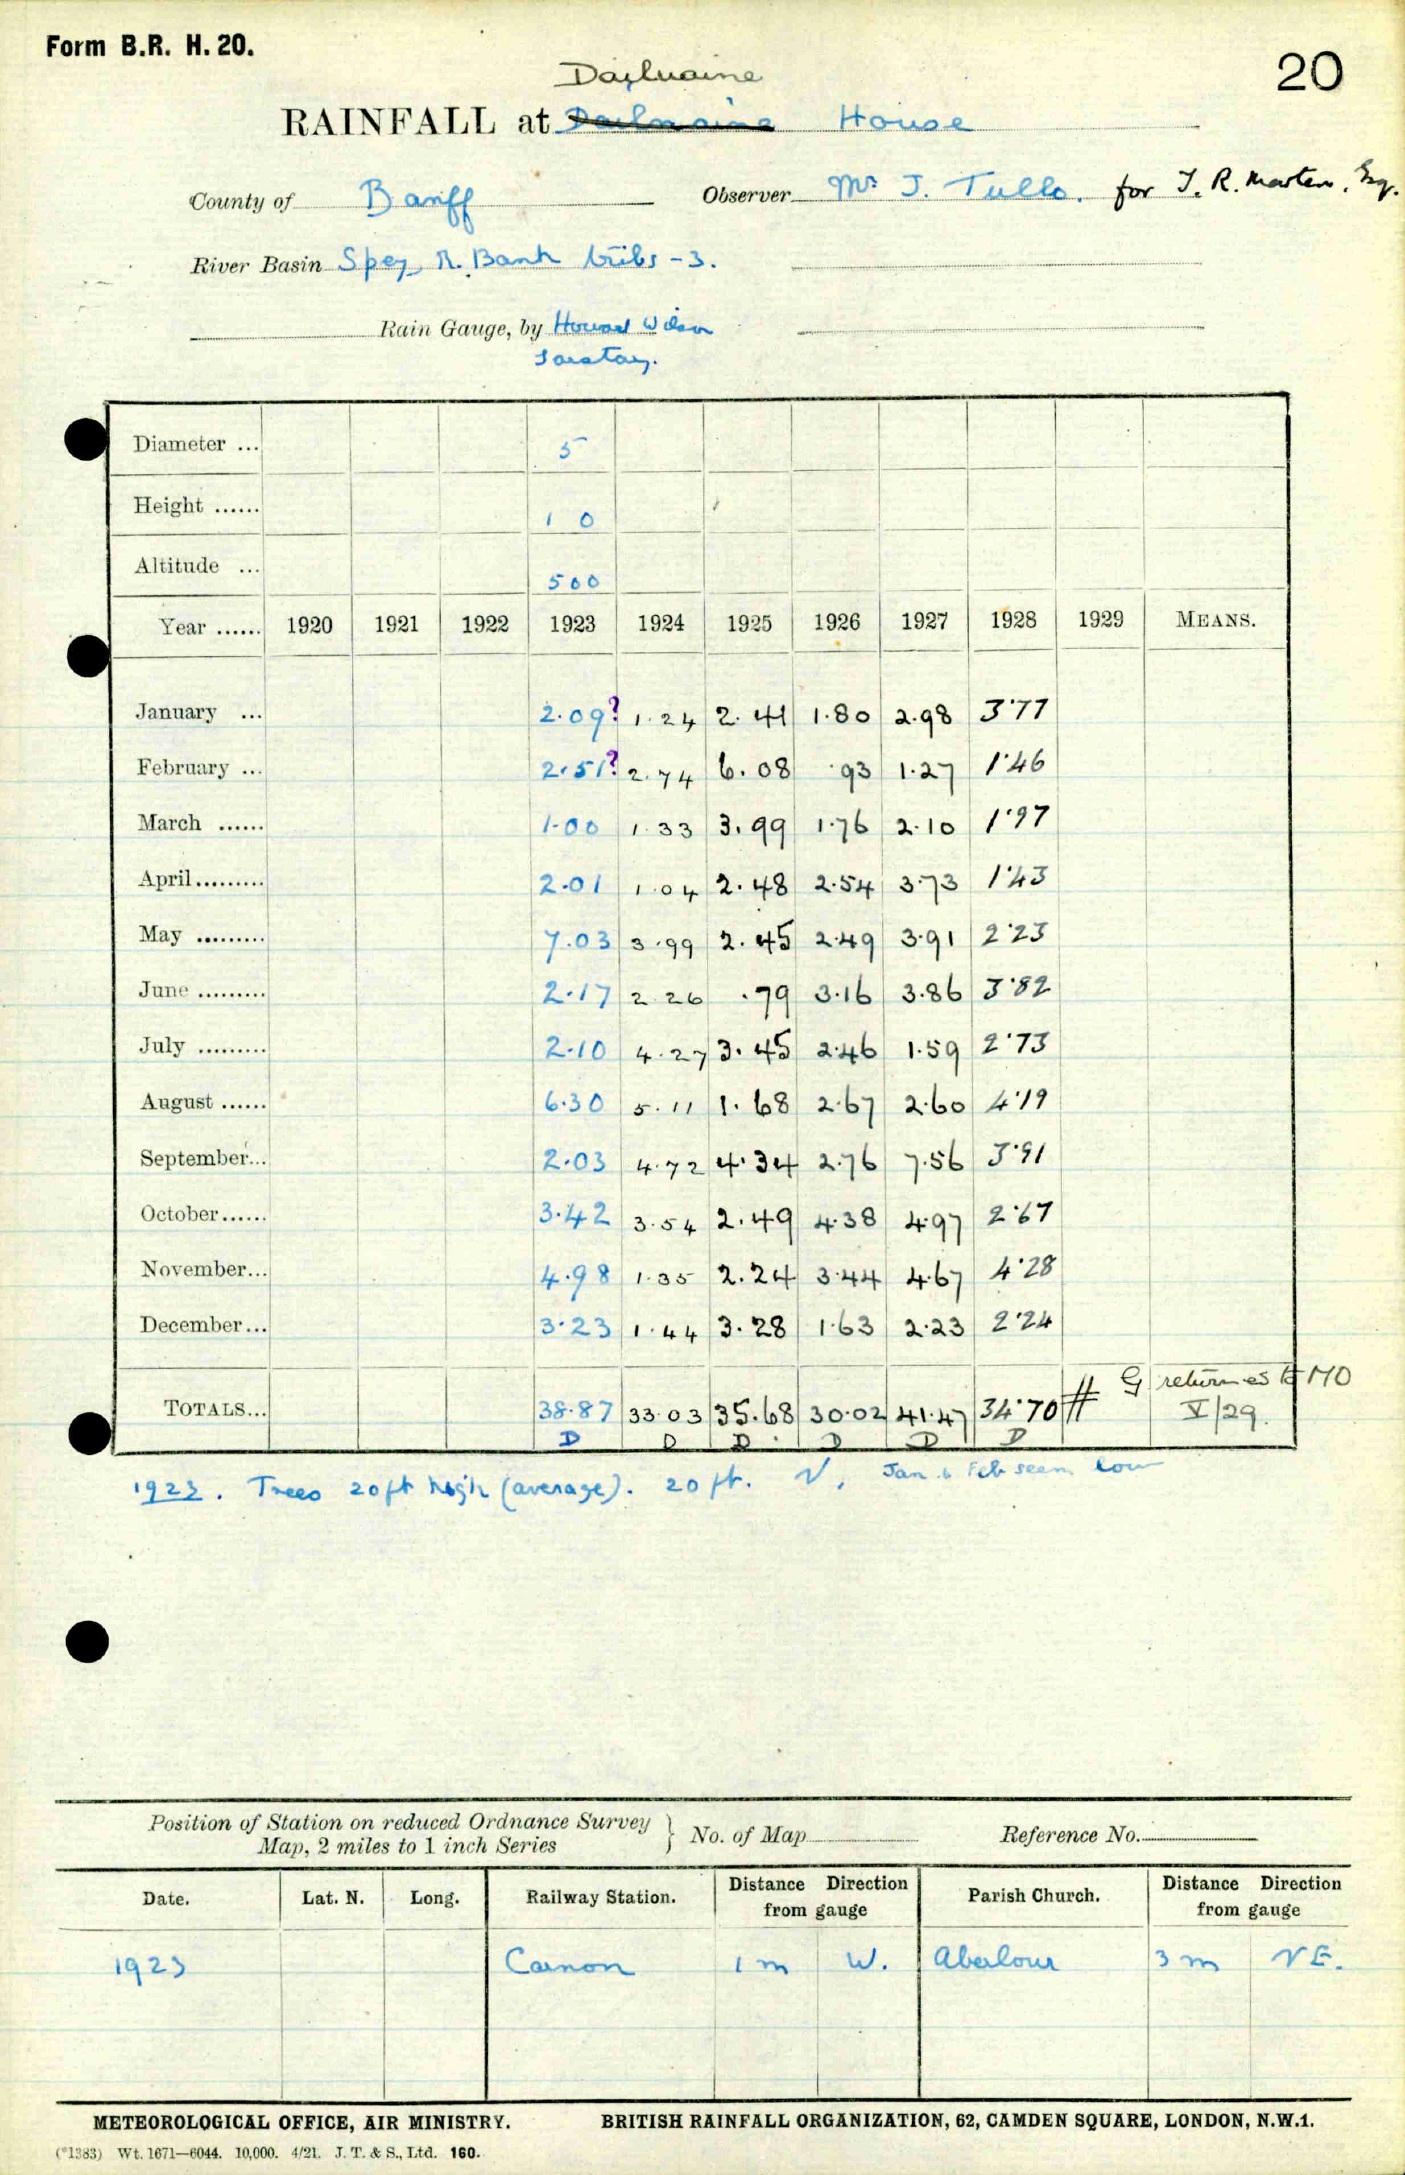 Form B.R. H. 20.
20
Dailuaine
RAINFALL at Dailnaine House
County of Banff Observer Mr J. Tullo. for J. R. Marten. Esq.
River Basin Spey, R. Bank tribs - 3.
Rain Gauge, by
Diameter ... 5
Height ...... 1 0
Altitude ... 500
Year ...... 1920 1921 1922 1923 1924 1925 1926 1927 1928 1929 MEANS.
January ... 2.09? 1.24 2.41 1.80 2.98 3.77
February ... 2.51? 2.74 6.08 .93 1.27 1.46
March ...... 1.00 1.33 3.99 1.76 2.10 1.97
April......... 2.01 1.04 2.48 2.54 3.73 1.43
May ......... 7.03 3.99 2.45 2.49 3.91 2.23
June ......... 2.17 2.26 .79 3.16 3.86 3.82
July ......... 2.10 4.27 3.45 2.46 1.59 2.73
August ...... 6.30 5.11 1.68 2.67 2.60 4.19
September... 2.03 4.72 4.34 2.76 7.56 3.91
October...... 3.42 3.54 2.49 4.38 4.97 2.67
November... 4.98 1.35 2.24 3.44 4.67 4.28
December... 3.23 1.44 3.28 1.63 2.23 2.24
G returnes to MO
TOTALS... 38.87 33.03 35.68 30.02 41.47 34.70 # V/29.
D D D D D D
1923. Trees 20ft high (average). 20 ft. N, Jan & Feb seem low
Position of Station on reduced Ordnance Survey
Map, 2 miles to 1 inch Series } No. of Map Reference No.
Date. Lat. N. Long. Railway Station. Distance Direction from gauge Parish Church. Distance Direction from gauge
1923 Carnon 1 m W. Aberlour 3 m NE.
METEOROLOGICAL OFFICE, AIR MINISTRY. BRITISH RAINFALL ORGANIZATION, 62, CAMDEN SQUARE, LONDON, N.W.1.
(*1383) Wt. 1671—6044. 10,000. 4/21. J. T. & S., Ltd. 160.